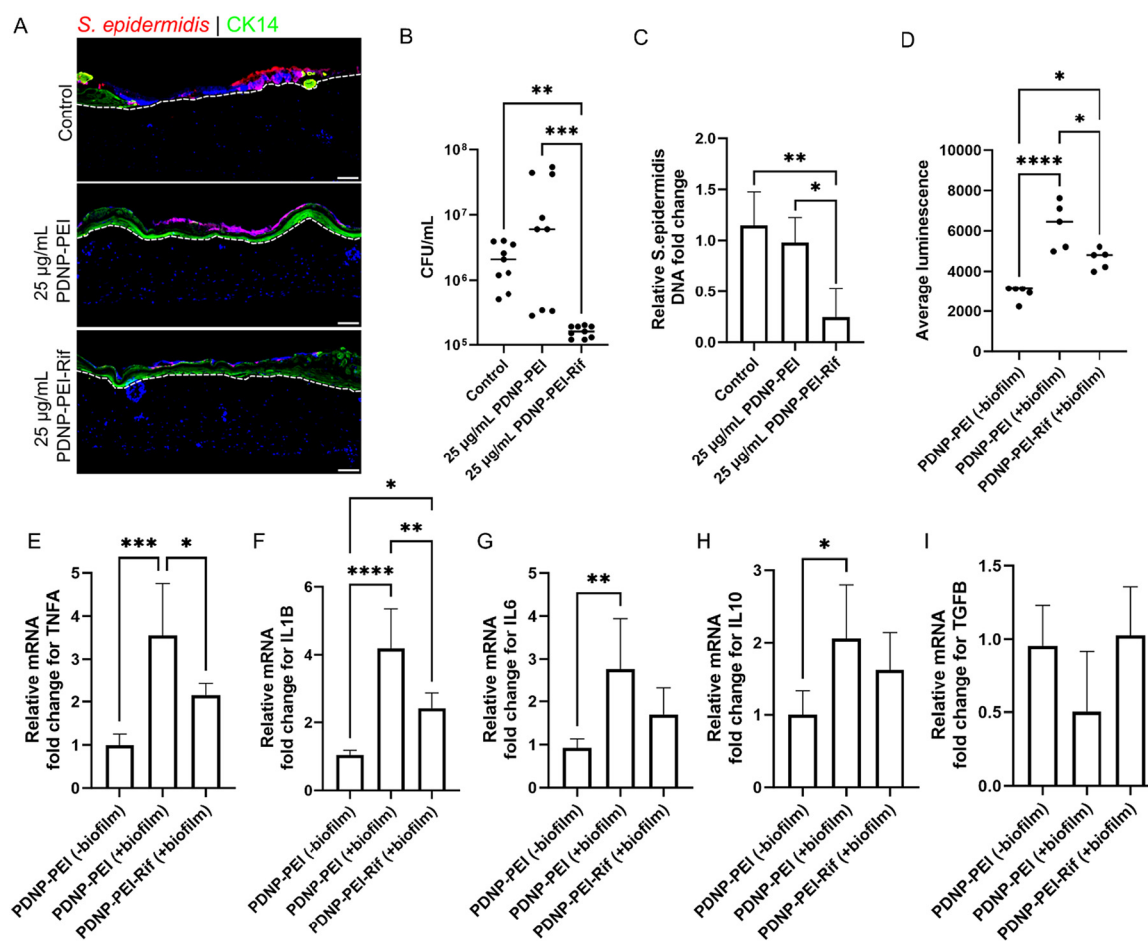 A
S. epidermidis | CK14
Control
25 µg/mL
PDNP-PEI
25 µg/mL
PDNP-PEI-Rif
B
**
***
CFU/mL
10⁸
10⁷
10⁶
10⁵
Control
25 µg/mL PDNP-PEI
25 µg/mL PDNP-PEI-Rif
C
**
*
Relative S.epidermidis
DNA fold change
2.0
1.5
1.0
0.5
0.0
Control
25 µg/mL PDNP-PEI
25 µg/mL PDNP-PEI-Rif
D
*
*
****
Average luminescence
10000
8000
6000
4000
2000
0
PDNP-PEI (-biofilm)
PDNP-PEI (+biofilm)
PDNP-PEI-Rif (+biofilm)
E
***
*
Relative mRNA
fold change for TNFA
5
4
3
2
1
0
PDNP-PEI (-biofilm)
PDNP-PEI (+biofilm)
PDNP-PEI-Rif (+biofilm)
F
*
**
****
Relative mRNA
fold change for IL1B
6
4
2
0
PDNP-PEI (-biofilm)
PDNP-PEI (+biofilm)
PDNP-PEI-Rif (+biofilm)
G
**
Relative mRNA
fold change for IL6
5
4
3
2
1
0
PDNP-PEI (-biofilm)
PDNP-PEI (+biofilm)
PDNP-PEI-Rif (+biofilm)
H
*
Relative mRNA
fold change for IL10
3
2
1
0
PDNP-PEI (-biofilm)
PDNP-PEI (+biofilm)
PDNP-PEI-Rif (+biofilm)
I
Relative mRNA
fold change for TGFB
1.5
1.0
0.5
0.0
PDNP-PEI (-biofilm)
PDNP-PEI (+biofilm)
PDNP-PEI-Rif (+biofilm)